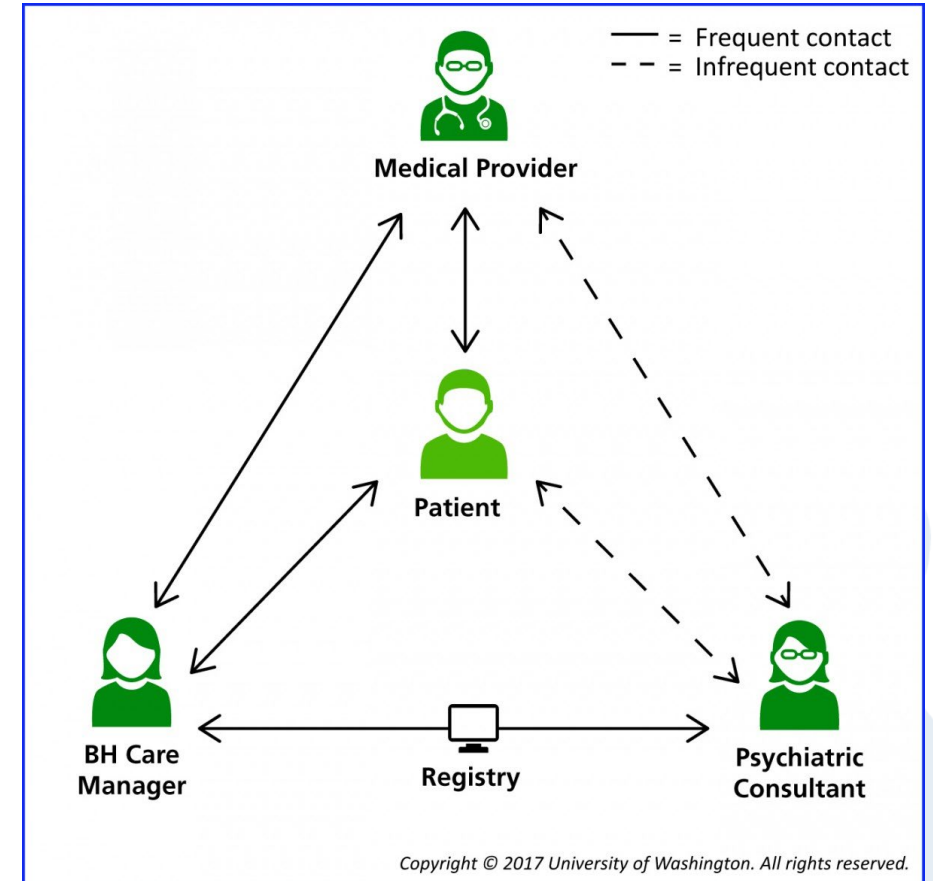 = Frequent contact
= Infrequent contact
Medical Provider
Patient
BH Care
Manager
Registry
Psychiatric
Consultant
Copyright © 2017 University of Washington. All rights reserved.